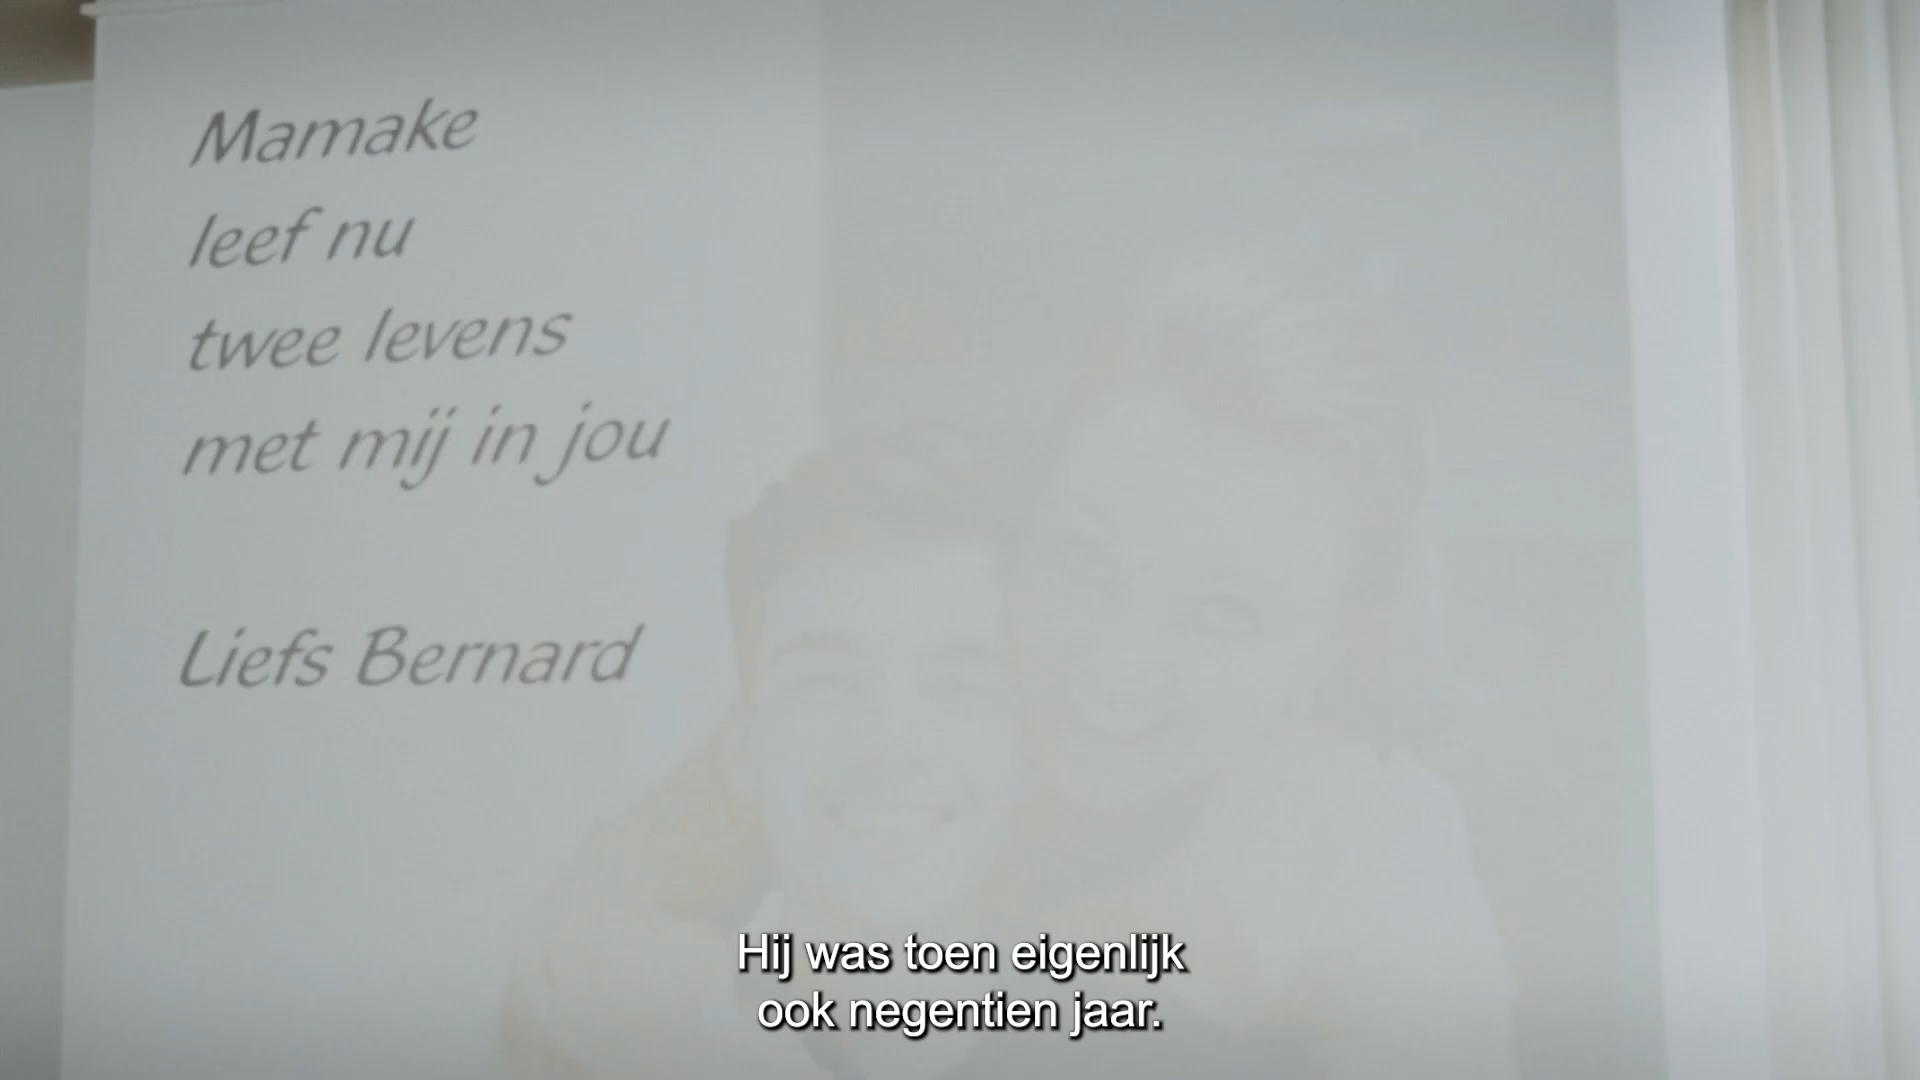 Mamake
leef nu
twee levens
met mij in jou
Liefs Bernard
Hij was toen eigenlijk
ook negentien jaar.